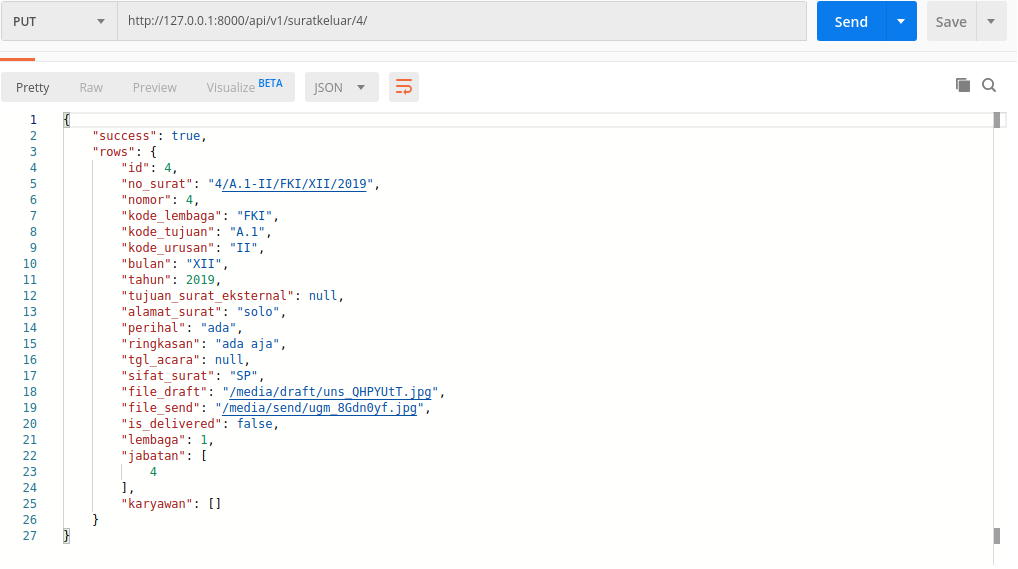 PUT http://127.0.0.1:8000/api/v1/suratkeluar/4/ Send Save
Pretty Raw Preview Visualize BETA JSON
1 {
2 "success": true,
3 "rows": {
4 "id": 4,
5 "no_surat": "4/A.1-II/FKI/XII/2019",
6 "nomor": 4,
7 "kode_lembaga": "FKI",
8 "kode_tujuan": "A.1",
9 "kode_urusan": "II",
10 "bulan": "XII",
11 "tahun": 2019,
12 "tujuan_surat_eksternal": null,
13 "alamat_surat": "solo",
14 "perihal": "ada",
15 "ringkasan": "ada aja",
16 "tgl_acara": null,
17 "sifat_surat": "SP",
18 "file_draft": "/media/draft/uns_QHPYUtT.jpg",
19 "file_send": "/media/send/ugm_8Gdn0yf.jpg",
20 "is_delivered": false,
21 "lembaga": 1,
22 "jabatan": [
23 4
24 ],
25 "karyawan": []
26 }
27 }